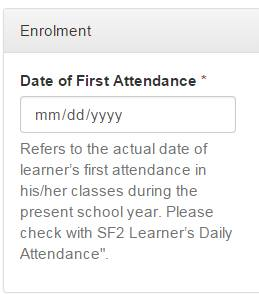 Enrolment
Date of First Attendance *
mm/dd/yyyy
Refers to the actual date of
learner's first attendance in
his/her classes during the
present school year. Please
check with SF2 Learner's Daily
Attendance".